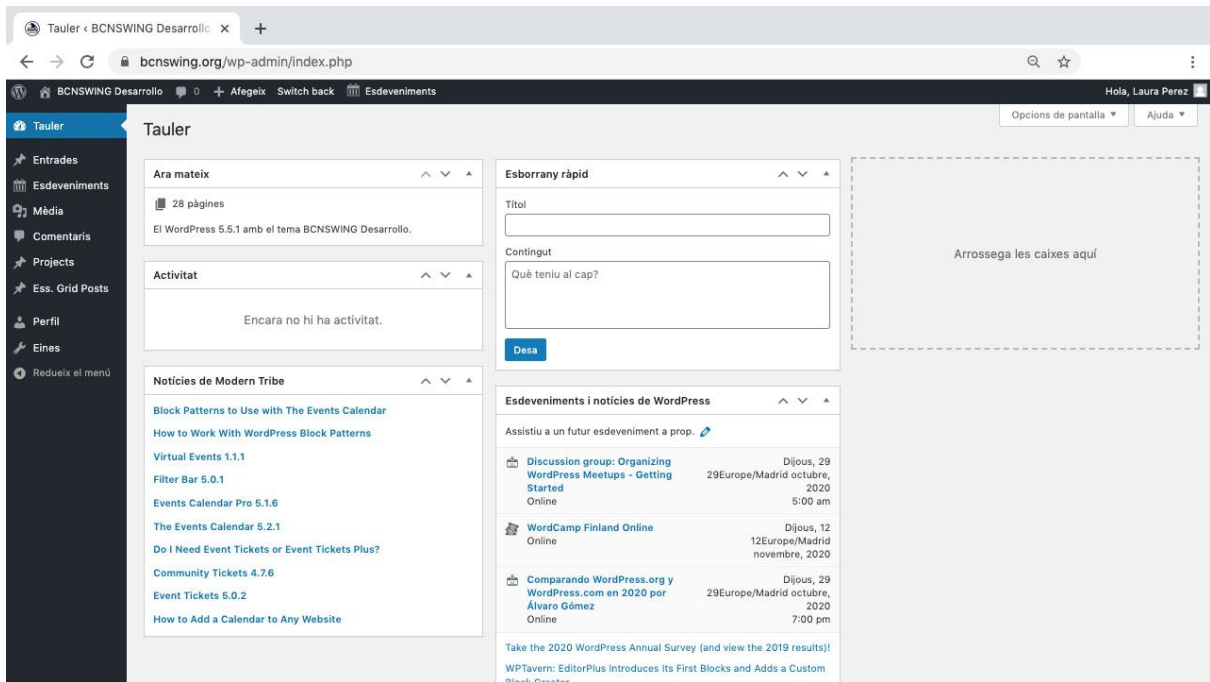 Tauler ‹ BCNSWING Desarrollo
bcnswing.org/wp-admin/index.php
BCNSWING Desarrollo 0 Afegeix Switch back Esdeveniments Hola, Laura Perez
Opcions de pantalla ▼ Ajuda ▼
Tauler
Entrades
Esdeveniments
Mèdia
Comentaris
Projects
Ess. Grid Posts
Perfil
Eines
Redueix el menú
Tauler
Ara mateix
28 pàgines
El WordPress 5.5.1 amb el tema BCNSWING Desarrollo.
Activitat
Encara no hi ha activitat.
Notícies de Modern Tribe
Block Patterns to Use with The Events Calendar
How to Work With WordPress Block Patterns
Virtual Events 1.1.1
Filter Bar 5.0.1
Events Calendar Pro 5.1.6
The Events Calendar 5.2.1
Do I Need Event Tickets or Event Tickets Plus?
Community Tickets 4.7.6
Event Tickets 5.0.2
How to Add a Calendar to Any Website
Esborrany ràpid
Títol
Contingut
Què teniu al cap?
Desa
Esdeveniments i notícies de WordPress
Assistiu a un futur esdeveniment a prop.
Discussion group: Organizing
WordPress Meetups - Getting
Started
Online
Dijous, 29
29Europe/Madrid octubre,
2020
5:00 am
WordCamp Finland Online
Online
Dijous, 12
12Europe/Madrid
novembre, 2020
Comparando WordPress.org y
WordPress.com en 2020 por
Álvaro Gómez
Online
Dijous, 29
29Europe/Madrid octubre,
2020
7:00 pm
Take the 2020 WordPress Annual Survey (and view the 2019 results)!
WPTavern: EditorPlus Introduces Its First Blocks and Adds a Custom
Block Creator
Arrossega les caixes aquí